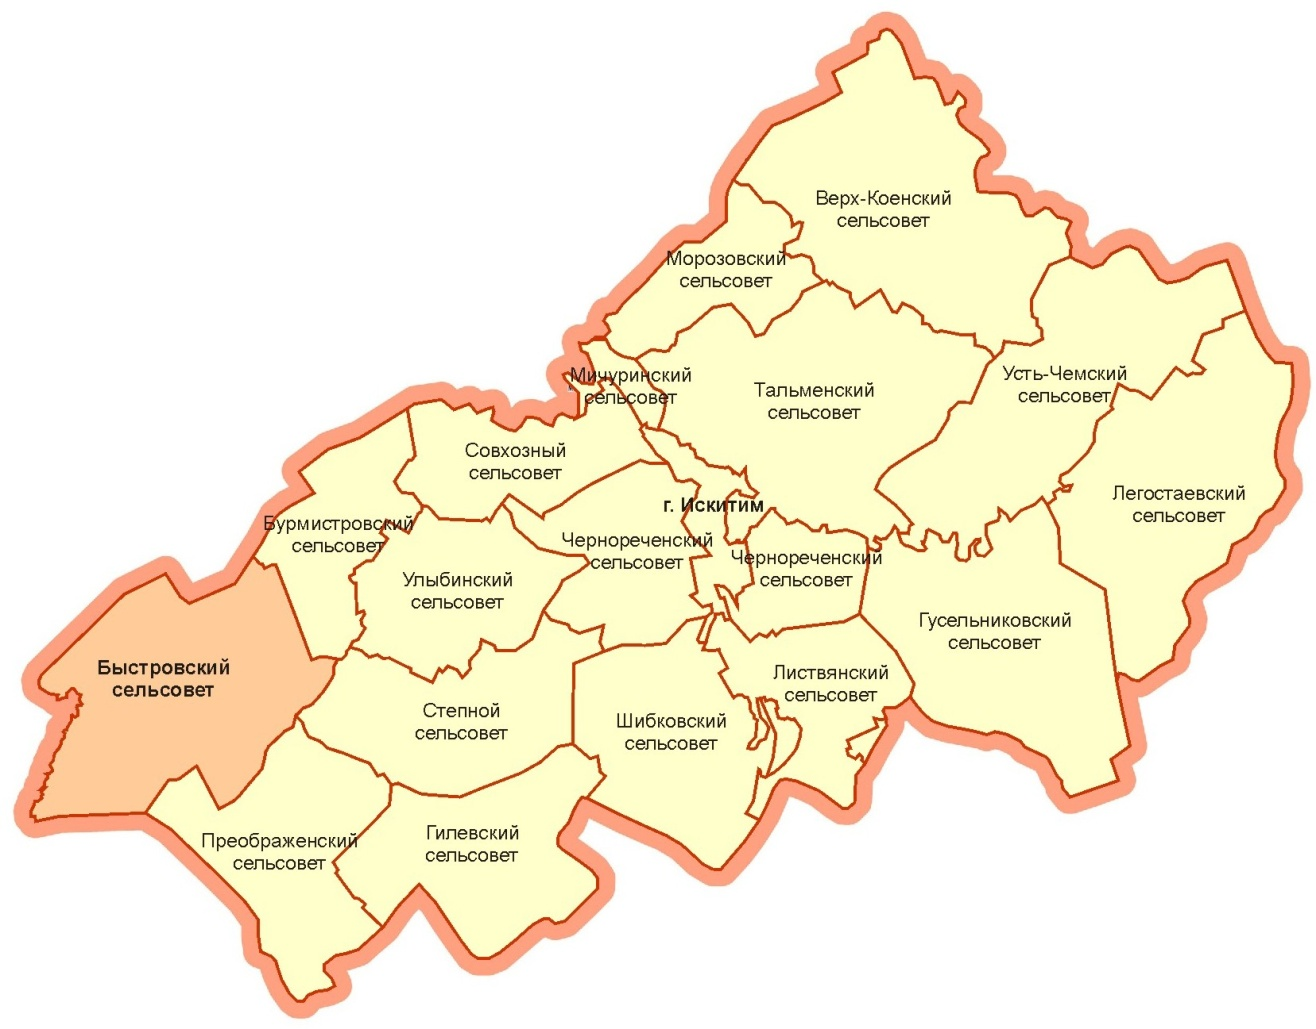 Верх-Коенский
сельсовет
Морозовский
сельсовет
Мичуринский
сельсовет
Тальменский
сельсовет
Усть-Чемский
сельсовет
Совхозный
сельсовет
Легостаевский
сельсовет
г. Искитим
Бурмистровский
сельсовет
Чернореченский
сельсовет
Чернореченский
сельсовет
Улыбинский
сельсовет
Гусельниковский
сельсовет
Быстровский
сельсовет
Листвянский
сельсовет
Степной
сельсовет
Шибковский
сельсовет
Преображенский
сельсовет
Гилевский
сельсовет